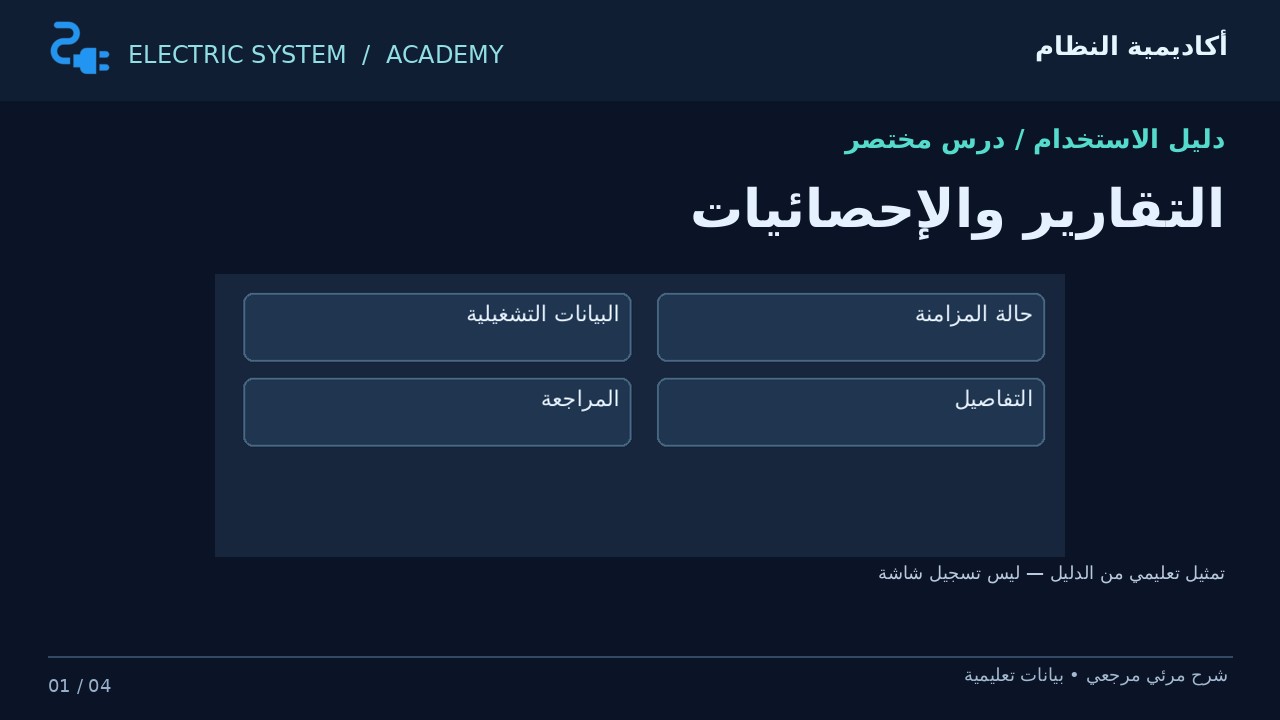 أكاديمية النظام
ELECTRIC SYSTEM / ACADEMY
دليل الاستخدام / درس مختصر
التقارير والإحصائيات
حالة المزامنة
البيانات التشغيلية
التفاصيل
المراجعة
تمثيل تعليمي من الدليل — ليس تسجيل شاشة
شرح مرئي مرجعي • بيانات تعليمية
01 / 04